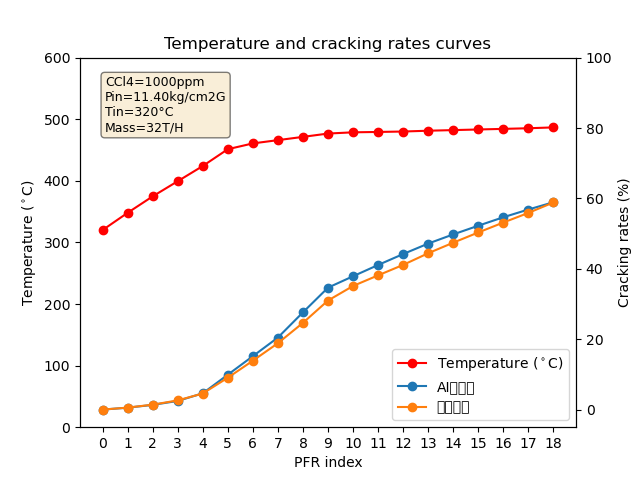 Temperature and cracking rates curves
CCl4=1000ppm
Pin=11.40kg/cm2G
Tin=320°C
Mass=32T/H
600
500
400
300
200
100
0
Temperature (°C)
100
80
60
40
20
0
Cracking rates (%)
Temperature (°C)
AI
0 1 2 3 4 5 6 7 8 9 10 11 12 13 14 15 16 17 18
PFR index